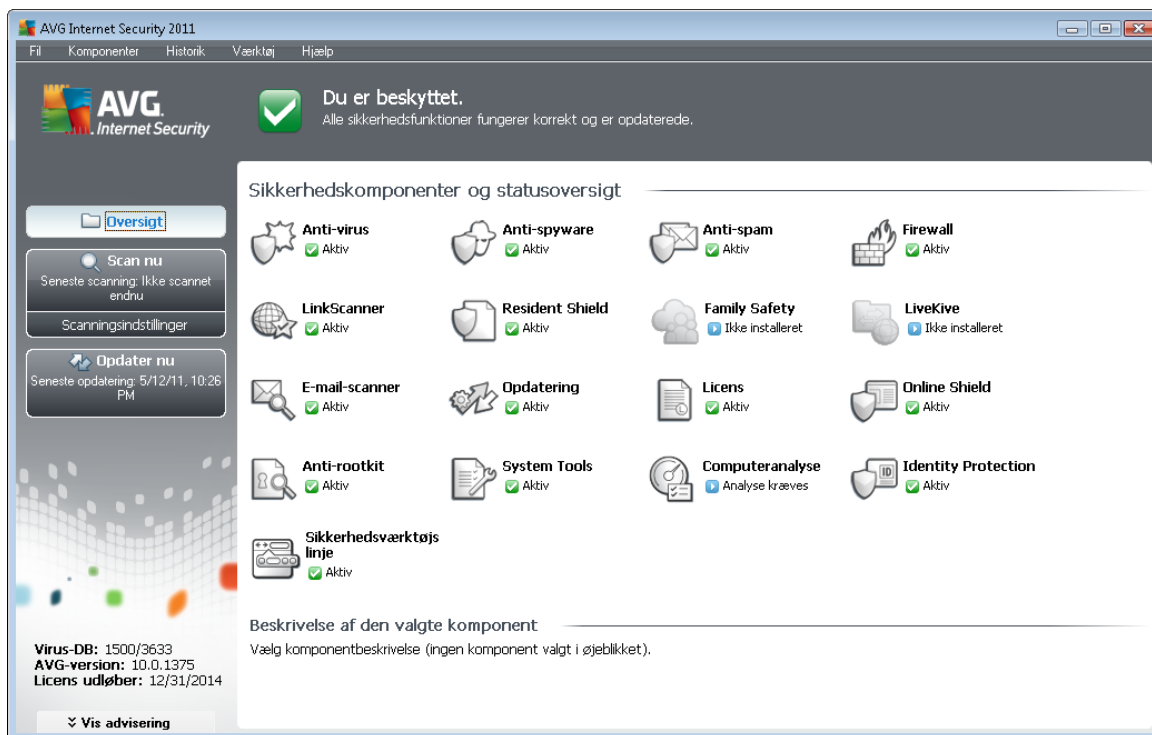 AVG Internet Security 2011
Fil Komponenter Historik Værktøj Hjælp
AVG.
Internet Security
Du er beskyttet.
Alle sikkerhedsfunktioner fungerer korrekt og er opdaterede.
Oversigt
Scan nu
Seneste scanning: Ikke scannet
endnu
Scanningsindstillinger
Opdater nu
Seneste opdatering: 5/12/11, 10:26
PM
Virus-DB: 1500/3633
AVG-version: 10.0.1375
Licens udløber: 12/31/2014
Vis advisering
Sikkerhedskomponenter og statusoversigt
Anti-virus
Aktiv
Anti-spyware
Aktiv
Anti-spam
Aktiv
Firewall
Aktiv
LinkScanner
Aktiv
Resident Shield
Aktiv
Family Safety
Ikke installeret
LiveKive
Ikke installeret
E-mail-scanner
Aktiv
Opdatering
Aktiv
Licens
Aktiv
Online Shield
Aktiv
Anti-rootkit
Aktiv
System Tools
Aktiv
Computeranalyse
Analyse kræves
ID
Identity Protection
Aktiv
Sikkerhedsværktøjs
linje
Aktiv
Beskrivelse af den valgte komponent
Vælg komponentbeskrivelse (ingen komponent valgt i øjeblikket).